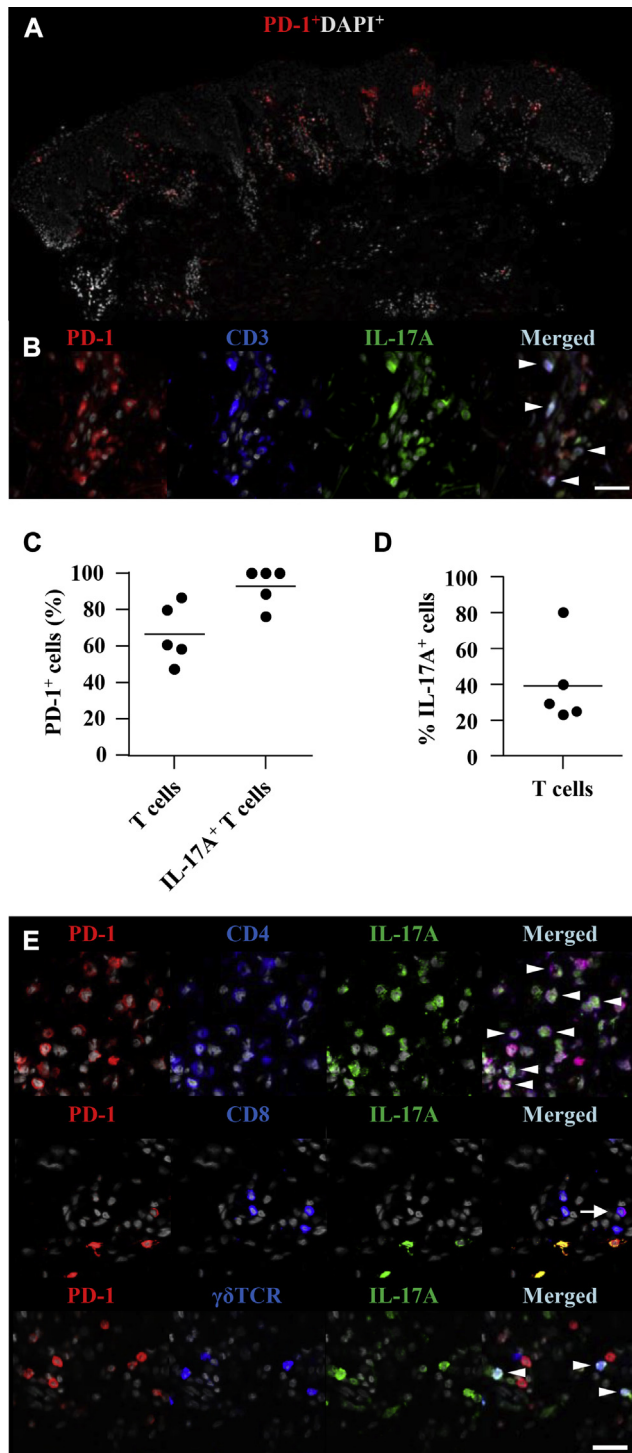 A PD-1⁺DAPI⁺
B PD-1 CD3 IL-17A Merged
C
PD-1⁺ cells (%)
100
80
60
40
20
0
T cells
IL-17A⁺ T cells
D
% IL-17A⁺ cells
100
80
60
40
20
0
T cells
E PD-1 CD4 IL-17A Merged
PD-1 CD8 IL-17A Merged
PD-1 γδTCR IL-17A Merged